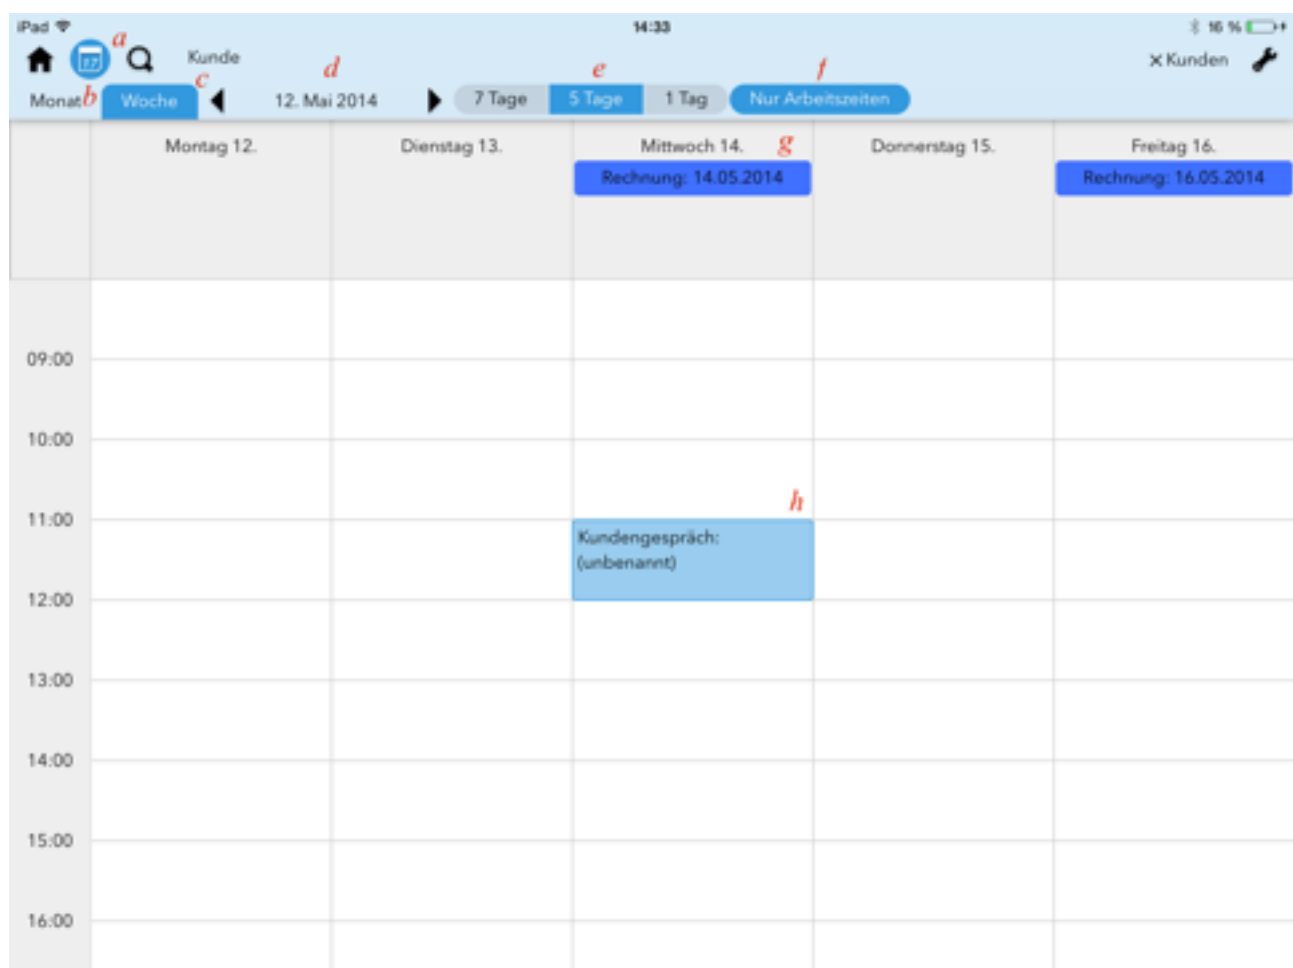 iPad 14:33 16 %
a
17 Kunde × Kunden
b c d e f
Monat Woche 12. Mai 2014 7 Tage 5 Tage 1 Tag Nur Arbeitszeiten
Montag 12. Dienstag 13. Mittwoch 14. g Donnerstag 15. Freitag 16.
Rechnung: 14.05.2014 Rechnung: 16.05.2014
09:00
10:00
h
11:00
Kundengespräch:
(unbenannt)
12:00
13:00
14:00
15:00
16:00